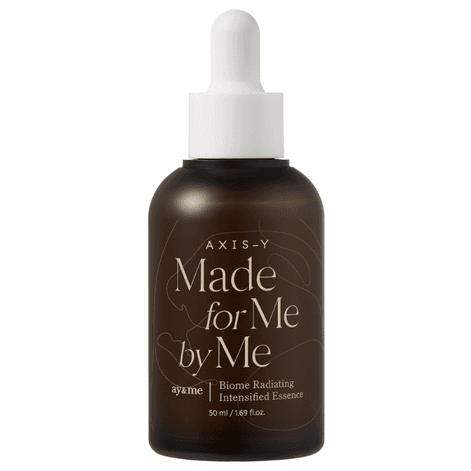 AXIS-Y
Made
for Me
by Me
ay&me | Biome Radiating
Intensified Essence
50 ml / 1.69 fl.oz.